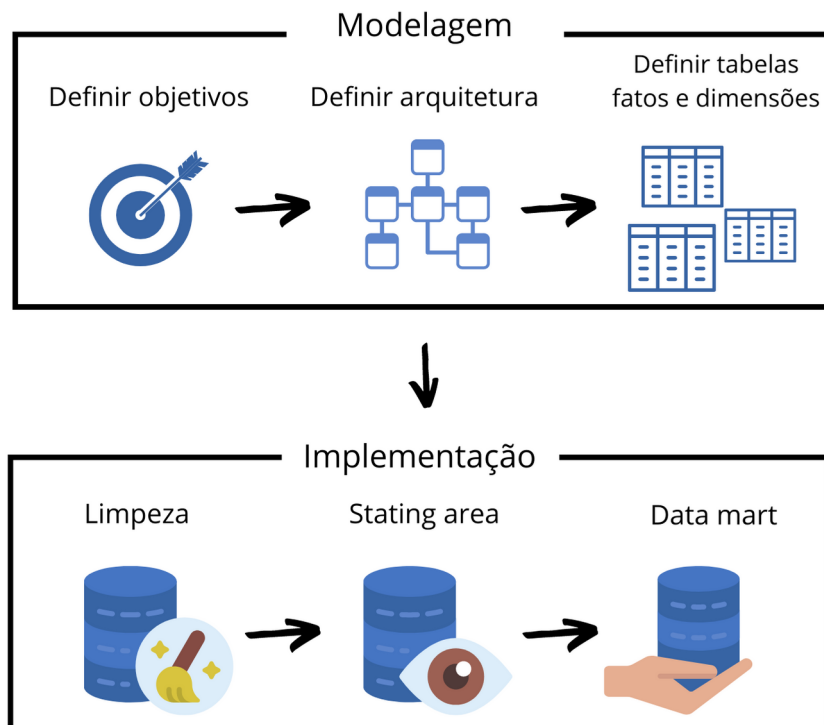 Modelagem
Definir objetivos
Definir arquitetura
Definir tabelas
fatos e dimensões
Implementação
Limpeza
Stating area
Data mart